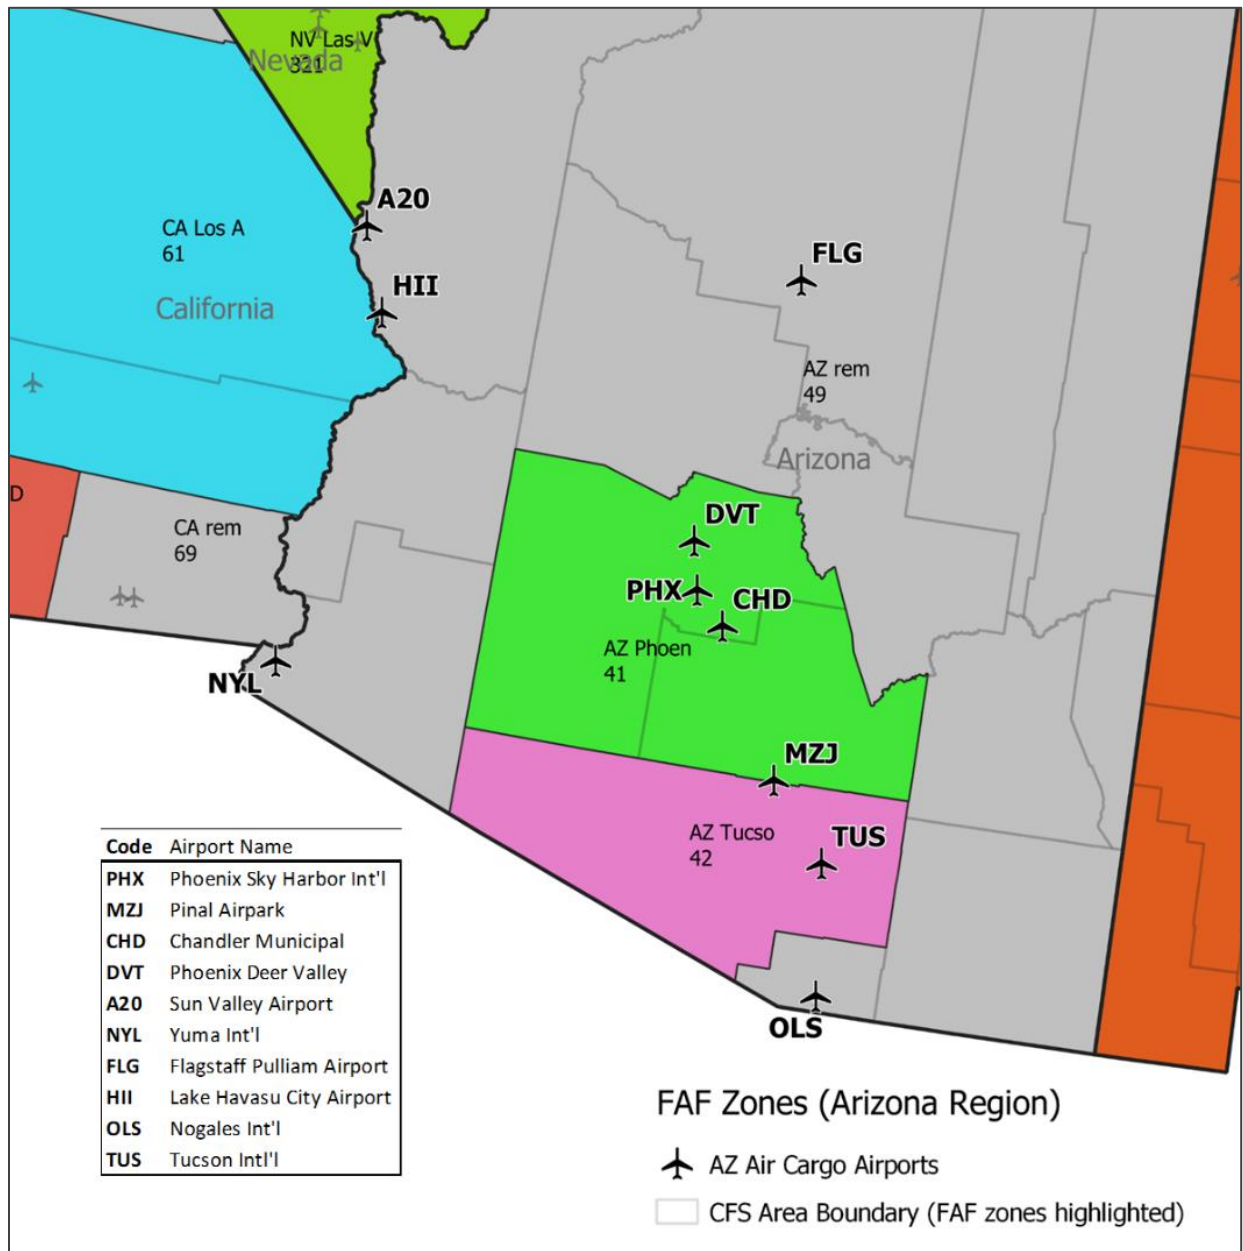 NV Las V
Nevada
321
A20
CA Los A
61
FLG
HII
California
AZ rem
49
Arizona
D
DVT
CA rem
69
PHX
CHD
AZ Phoen
41
NYL
MZJ
AZ Tucso
42
TUS
Code Airport Name
PHX Phoenix Sky Harbor Int'l
MZJ Pinal Airpark
CHD Chandler Municipal
DVT Phoenix Deer Valley
A20 Sun Valley Airport
NYL Yuma Int'l
FLG Flagstaff Pulliam Airport
HII Lake Havasu City Airport
OLS Nogales Int'l
TUS Tucson Intl'l
OLS
FAF Zones (Arizona Region)
AZ Air Cargo Airports
CFS Area Boundary (FAF zones highlighted)